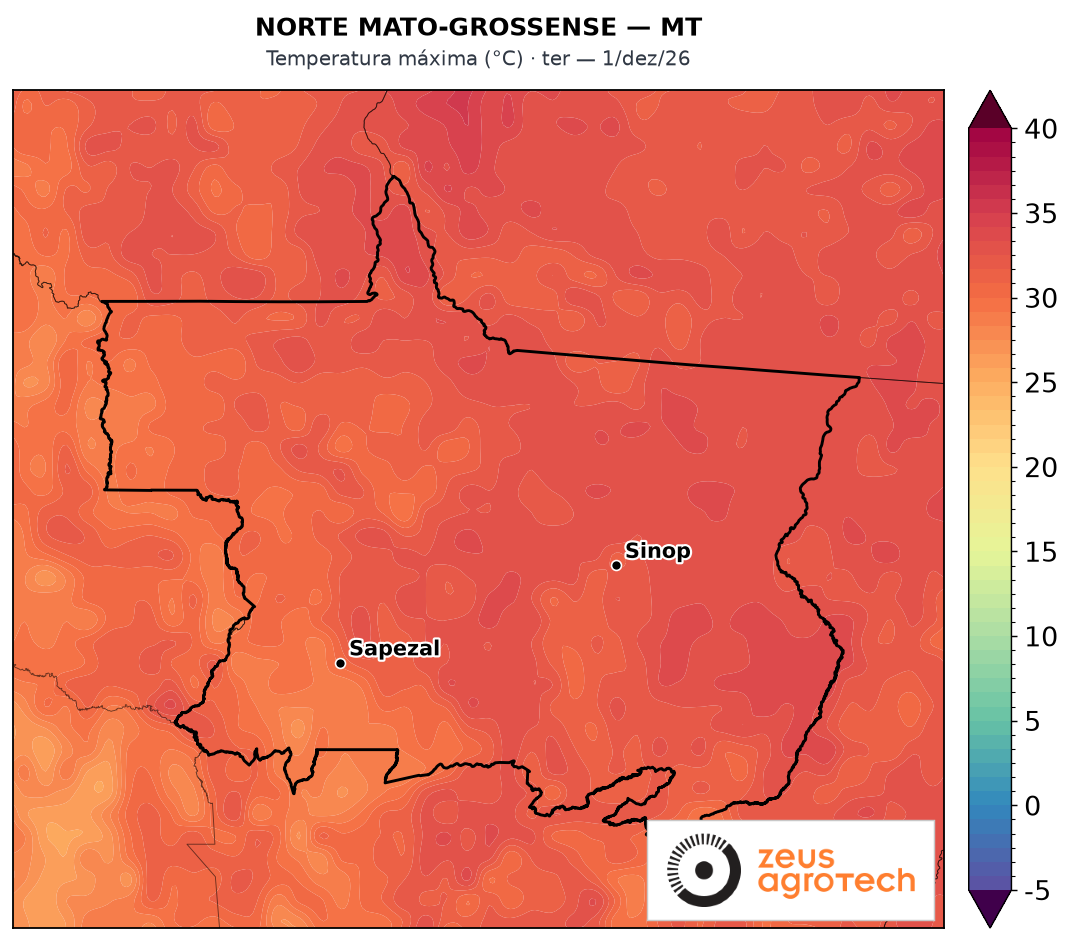 NORTE MATO-GROSSENSE — MT
Temperatura máxima (°C) · ter — 1/dez/26
40
35
30
25
20
15
10
5
0
-5
Sinop
Sapezal
zeus
agrotech